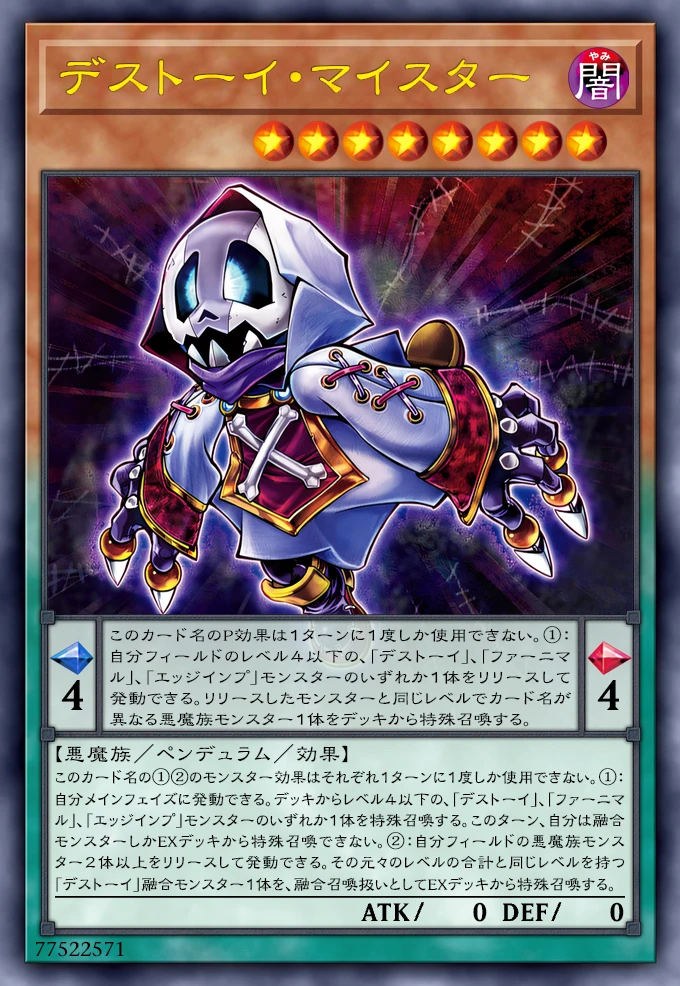 デストーイ・マイスター
やみ
闇
このカード名のP効果は1ターンに1度しか使用できない。①：
自分フィールドのレベル4以下の、「デストーイ」、「ファーニマ
ル」、「エッジインプ」モンスターのいずれか1体をリリースして
発動できる。リリースしたモンスターと同じレベルでカード名が
異なる悪魔族モンスター1体をデッキから特殊召喚する。
4
4
【悪魔族／ペンデュラム／効果】
このカード名の①②のモンスター効果はそれぞれ1ターンに1度しか使用できない。①：
自分メインフェイズに発動できる。デッキからレベル4以下の、「デストーイ」、「ファーニマ
ル」、「エッジインプ」モンスターのいずれか1体を特殊召喚する。このターン、自分は融合
モンスターしかEXデッキから特殊召喚できない。②：自分フィールドの悪魔族モンス
ター2体以上をリリースして発動できる。その元々のレベルの合計と同じレベルを持つ
「デストーイ」融合モンスター1体を、融合召喚扱いとしてEXデッキから特殊召喚する。
ATK/ 0 DEF/ 0
77522571